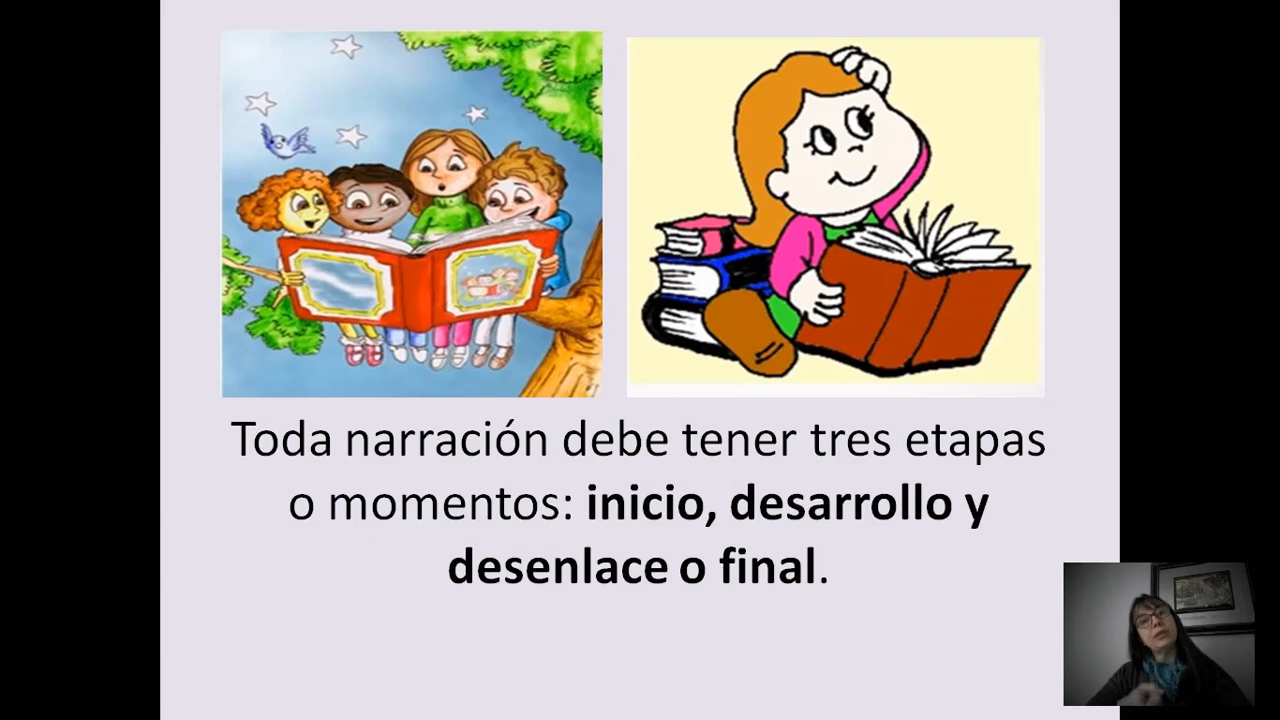 Toda narración debe tener tres etapas
o momentos: inicio, desarrollo y
desenlace o final.